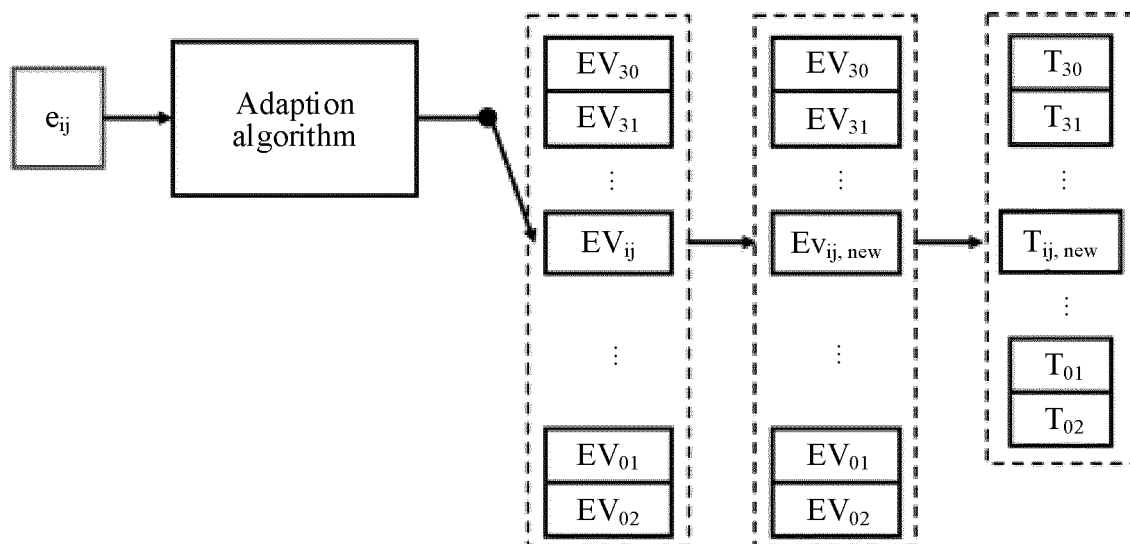 e_ij
Adaption
algorithm
EV_30
EV_31
⋮
EV_ij
⋮
EV_01
EV_02
EV_30
EV_31
⋮
Ev_ij, new
⋮
EV_01
EV_02
T_30
T_31
⋮
T_ij, new
⋮
T_01
T_02